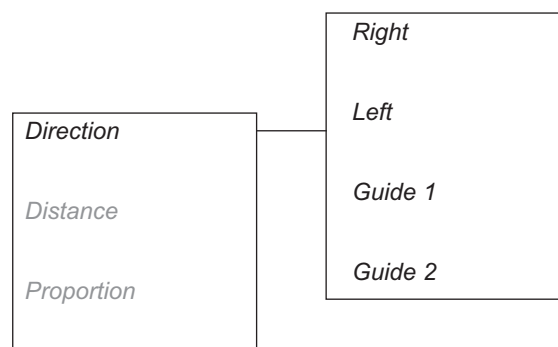 Direction
Distance
Proportion
Right
Left
Guide 1
Guide 2